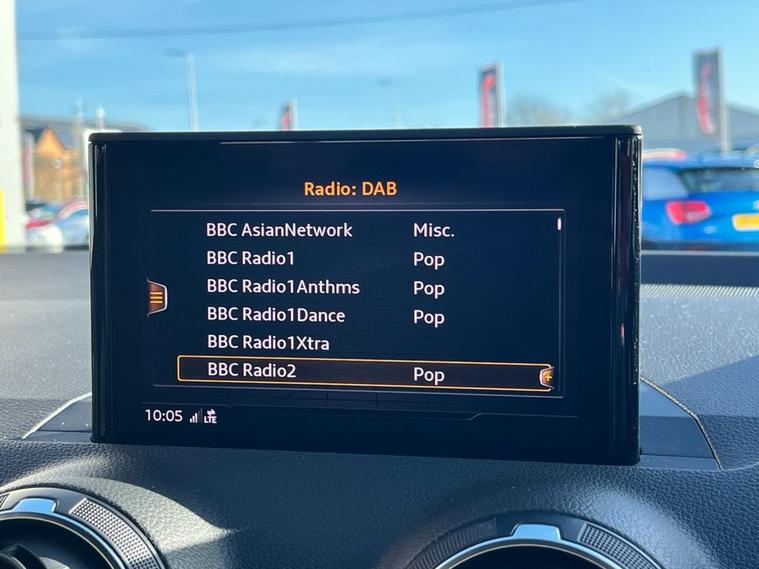 Radio: DAB
BBC AsianNetwork Misc.
BBC Radio1 Pop
BBC Radio1Anthms Pop
BBC Radio1Dance Pop
BBC Radio1Xtra
BBC Radio2 Pop
10:05 LTE